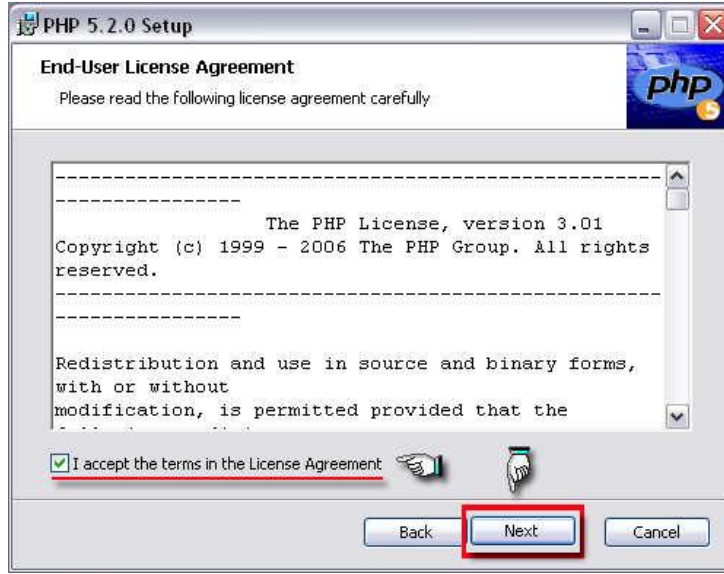 PHP 5.2.0 Setup
End-User License Agreement
Please read the following license agreement carefully
php
5
-------------------------------------------------------
----------------
The PHP License, version 3.01
Copyright (c) 1999 - 2006 The PHP Group. All rights
reserved.
-------------------------------------------------------
----------------
Redistribution and use in source and binary forms,
with or without
modification, is permitted provided that the
I accept the terms in the License Agreement
Back Next Cancel